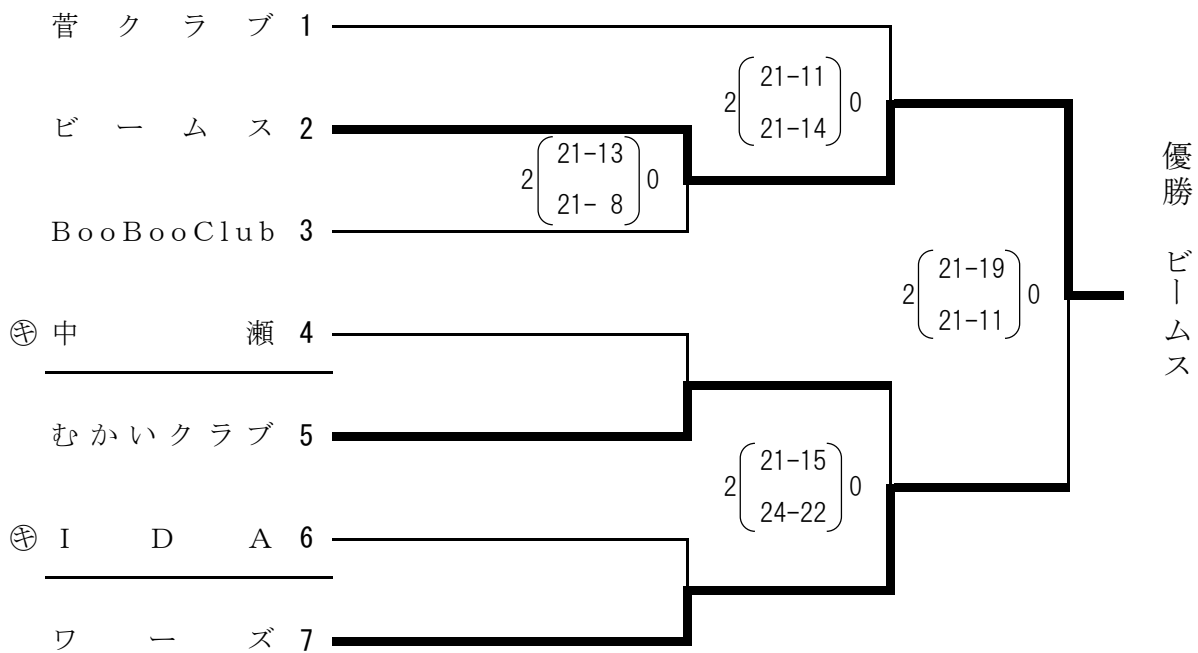 菅クラブ 1
2 21-11 0
21-14
ビームス 2
2 21-13 0
21- 8
BooBooClub 3
優勝 ビームス
2 21-19 0
21-11
㋖ 中瀬 4
むかいクラブ 5
2 21-15 0
24-22
㋖ IDA 6
ワーズ 7